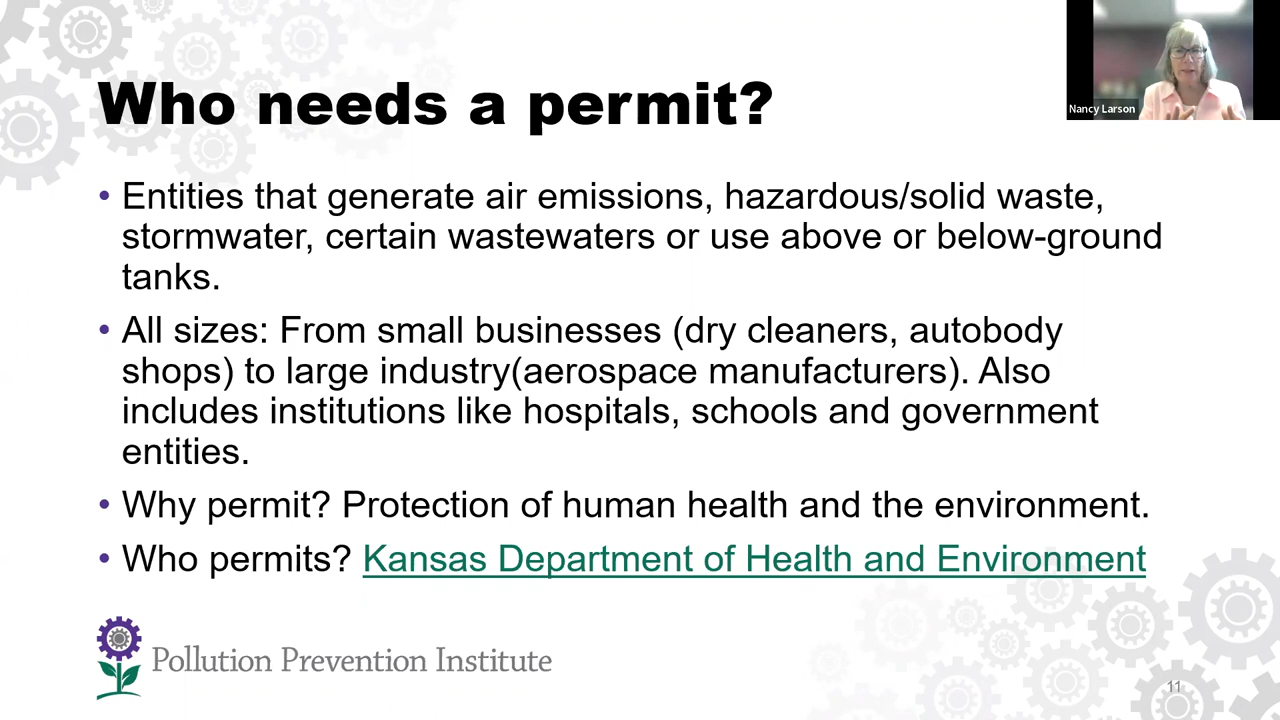 Who needs a permit?
Nancy Larson
• Entities that generate air emissions, hazardous/solid waste,
stormwater, certain wastewaters or use above or below-ground
tanks.
• All sizes: From small businesses (dry cleaners, autobody
shops) to large industry(aerospace manufacturers). Also
includes institutions like hospitals, schools and government
entities.
• Why permit? Protection of human health and the environment.
• Who permits? Kansas Department of Health and Environment
Pollution Prevention Institute
11